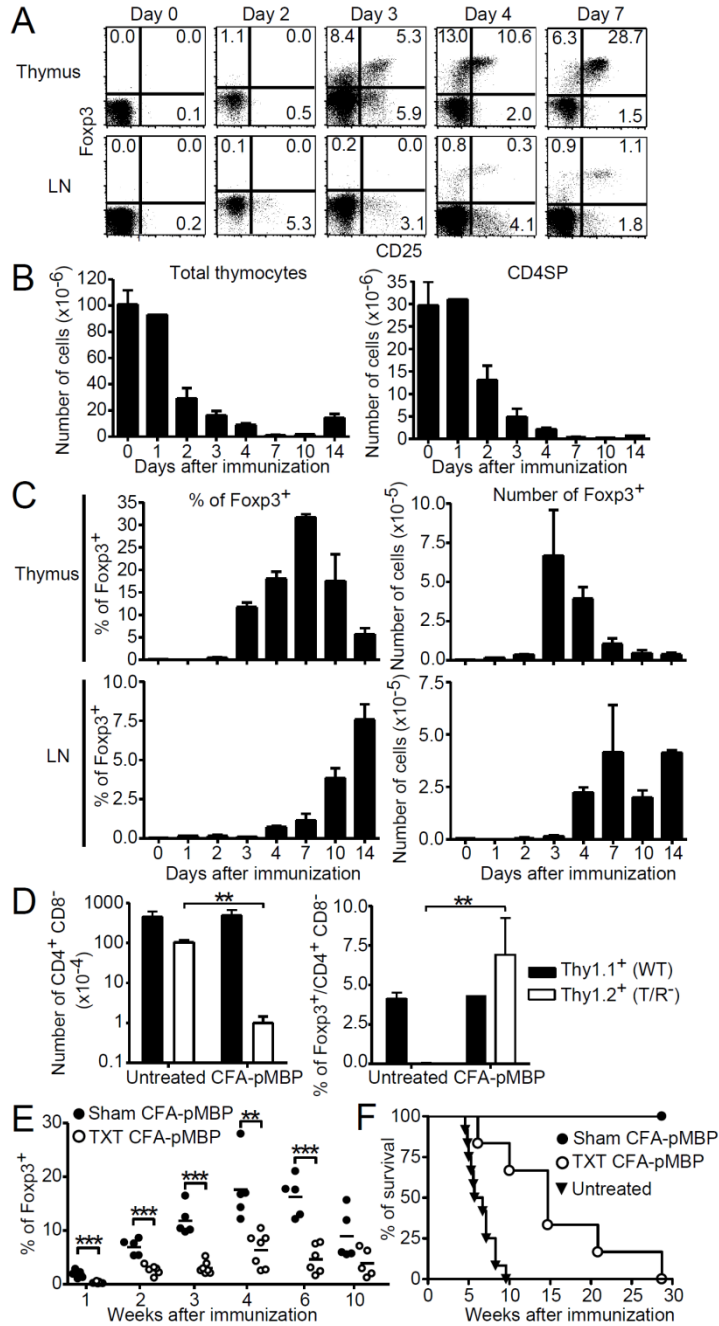 A
Day 0 Day 2 Day 3 Day 4 Day 7
Thymus
0.0 0.0 1.1 0.0 8.4 5.3 13.0 10.6 6.3 28.7
0.1 0.5 5.9 2.0 1.5
Foxp3
LN
0.0 0.0 0.1 0.0 0.2 0.0 0.8 0.3 0.9 1.1
0.2 5.3 3.1 4.1 1.8
CD25
B
Total thymocytes CD4SP
Number of cells (x10-6)
120
100
80
60
40
20
0
0 1 2 3 4 7 10 14
Days after immunization
Number of cells (x10-6)
35
30
25
20
15
10
5
0
0 1 2 3 4 7 10 14
Days after immunization
C
% of Foxp3+ Number of Foxp3+
Thymus
% of Foxp3+
35
30
25
20
15
10
5
0
Number of cells (x10-5)
10.0
7.5
5.0
2.5
0.0
LN
% of Foxp3+
10.0
7.5
5.0
2.5
0.0
0 1 2 3 4 7 10 14
Days after immunization
Number of cells (x10-5)
7.5
5.0
2.5
0.0
0 1 2 3 4 7 10 14
Days after immunization
D
Number of CD4+ CD8-
(x10-4)
1000
100
10
1
0.1
**
Untreated CFA-pMBP
% of Foxp3+/CD4+ CD8-
10.0
7.5
5.0
2.5
0.0
**
Untreated CFA-pMBP
Thy1.1+ (WT)
Thy1.2+ (T/R-)
E
Sham CFA-pMBP
TXT CFA-pMBP
% of Foxp3+
30
20
10
0
*** *** *** ** ***
1 2 3 4 6 10
Weeks after immunization
F
% of survival
100
75
50
25
0
Sham CFA-pMBP
TXT CFA-pMBP
Untreated
0 5 10 15 20 25 30
Weeks after immunization